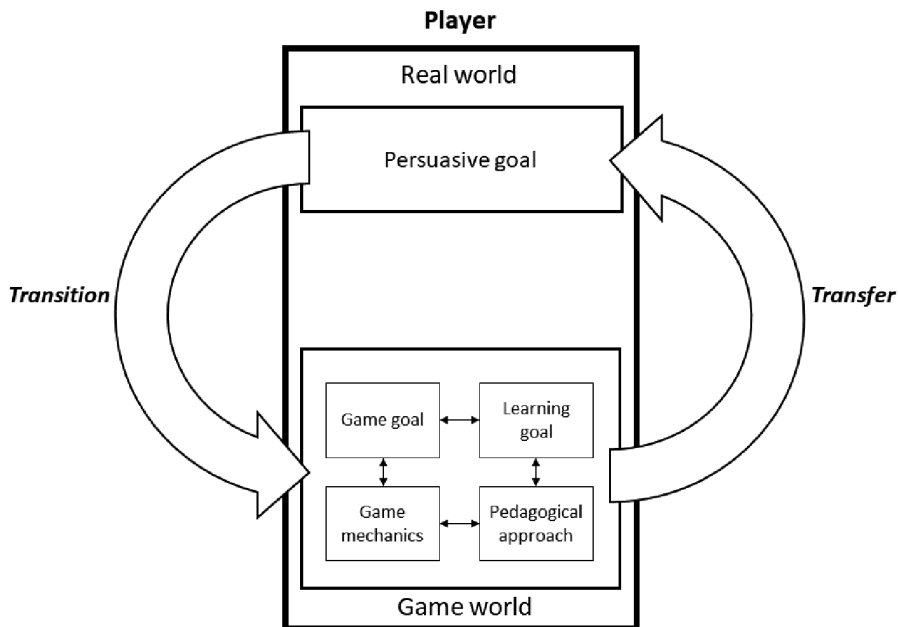 Player
Real world
Persuasive goal
Transition
Transfer
Game goal
Learning
goal
Game
mechanics
Pedagogical
approach
Game world